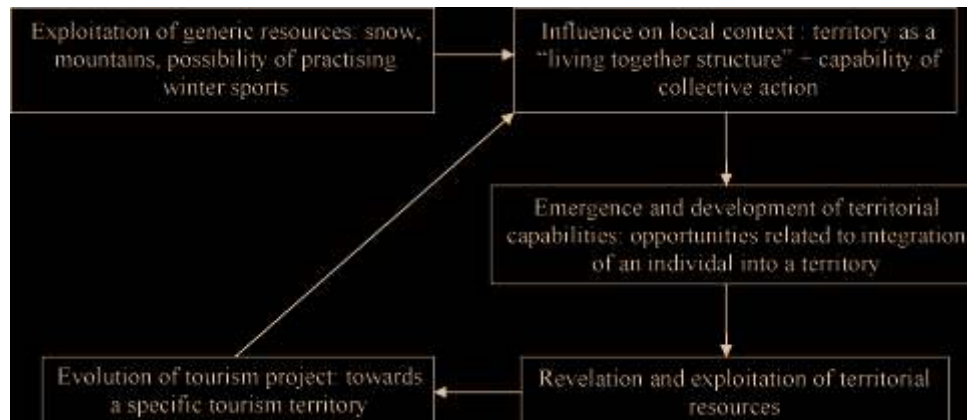 Exploitation of generic resources: snow,
mountains, possibility of practising
winter sports
Influence on local context : territory as a
“living together structure” + capability of
collective action
Emergence and development of territorial
capabilities: opportunities related to integration
of an individal into a territory
Evolution of tourism project: towards
a specific tourism territory
Revelation and exploitation of territorial
resources